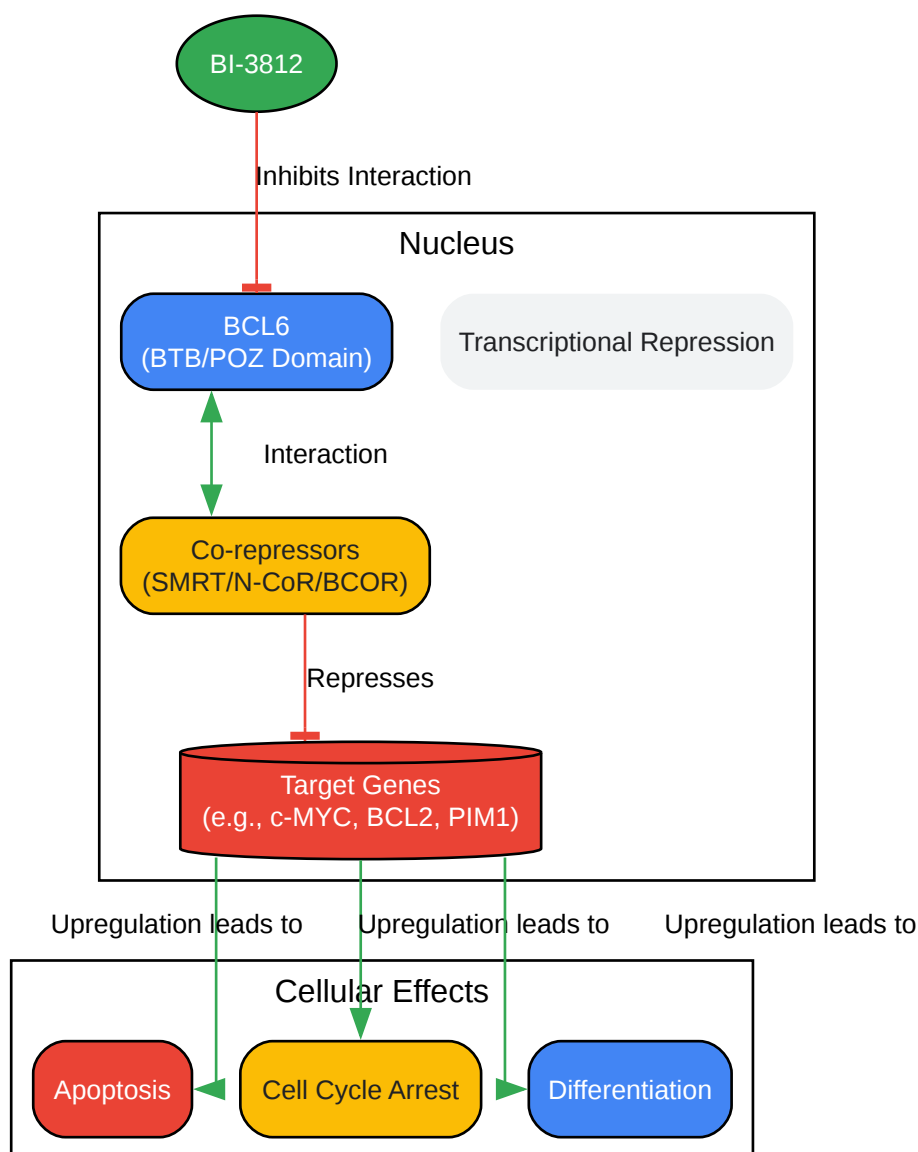 BI-3812
Inhibits Interaction
Nucleus
BCL6
(BTB/POZ Domain)
Transcriptional Repression
Interaction
Co-repressors
(SMRT/N-CoR/BCOR)
Represses
Target Genes
(e.g., c-MYC, BCL2, PIM1)
Upregulation leads to
Upregulation leads to
Upregulation leads to
Cellular Effects
Apoptosis
Cell Cycle Arrest
Differentiation